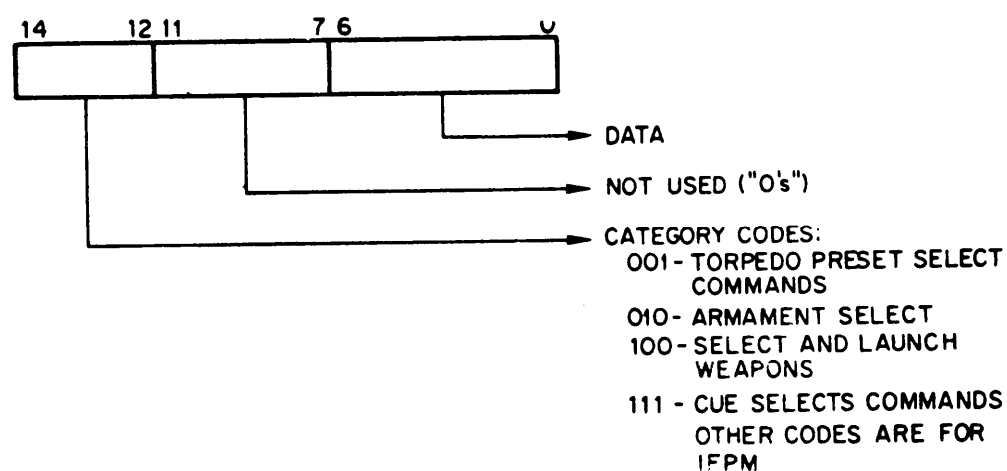 14 12 11 7 6 0
DATA
NOT USED ("O's")
CATEGORY CODES:
001 - TORPEDO PRESET SELECT
COMMANDS
010 - ARMAMENT SELECT
100 - SELECT AND LAUNCH
WEAPONS
111 - CUE SELECTS COMMANDS
OTHER CODES ARE FOR
IFPM